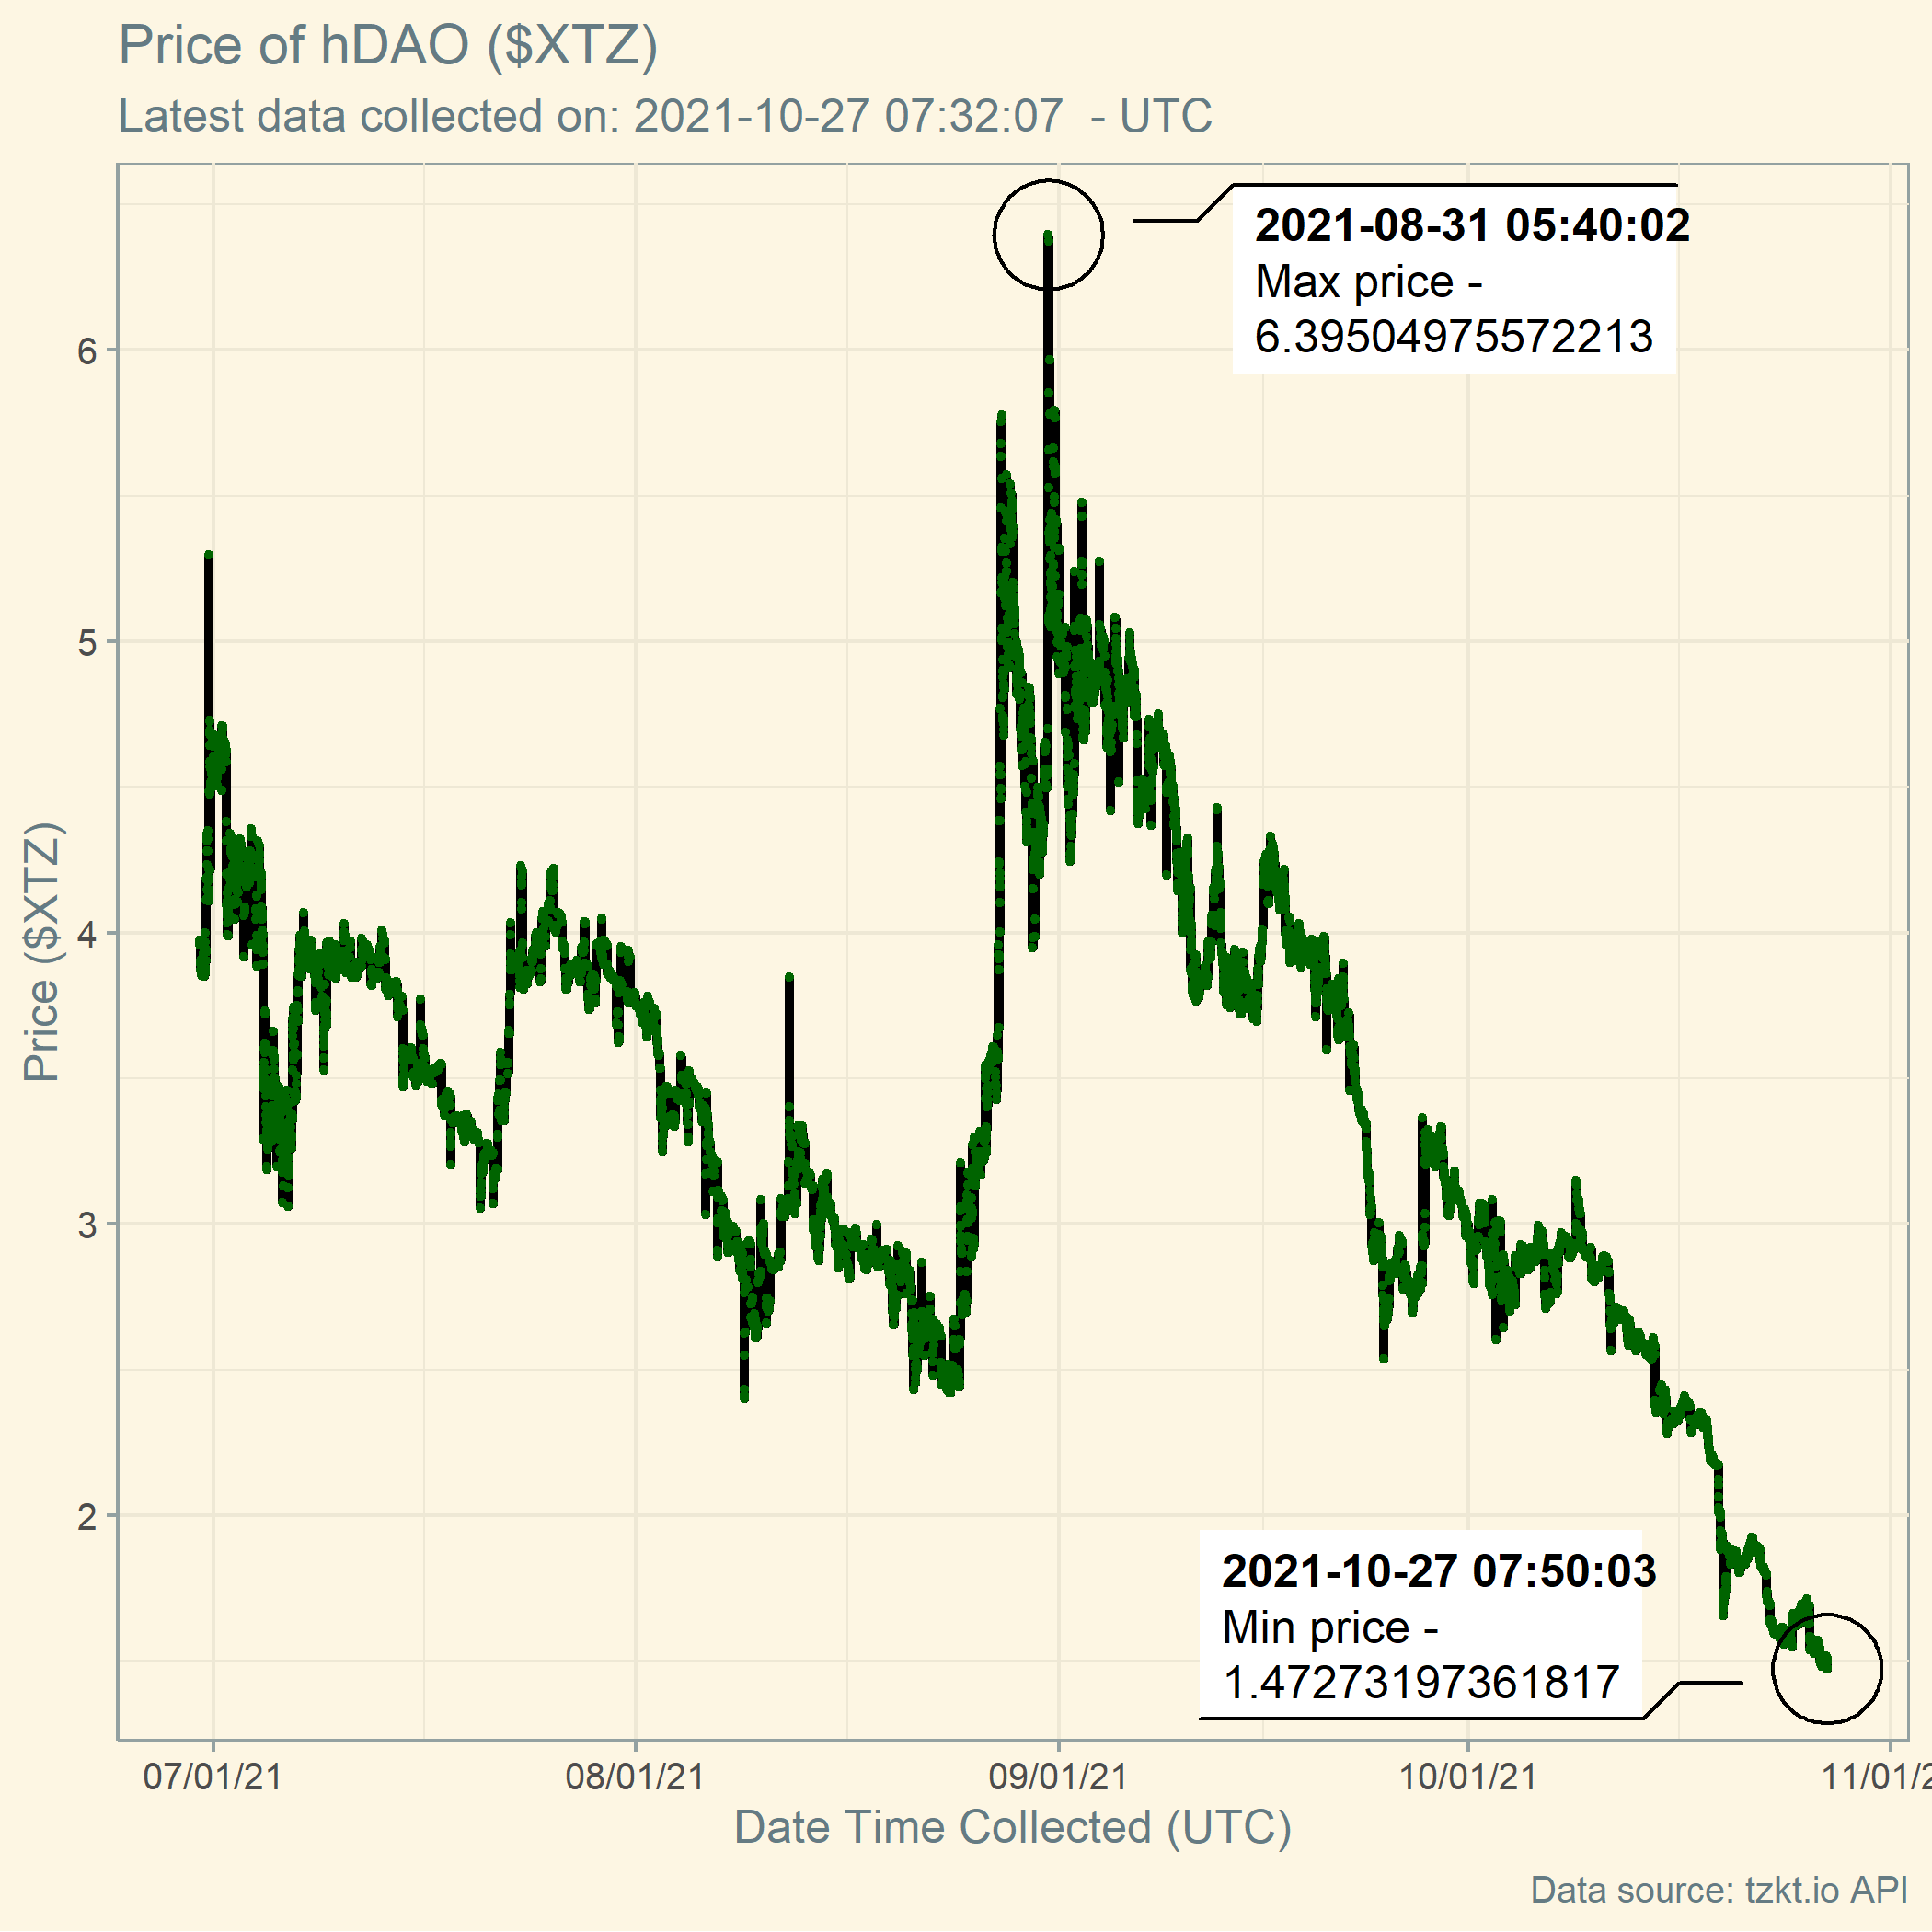 Price of hDAO ($XTZ)
Latest data collected on: 2021-10-27 07:32:07  - UTC
2021-08-31 05:40:02
Max price -
6.39504975572213
6
5
4
3
2
Price ($XTZ)
2021-10-27 07:50:03
Min price -
1.47273197361817
07/01/21
08/01/21
09/01/21
10/01/21
11/01/2
Date Time Collected (UTC)
Data source: tzkt.io API